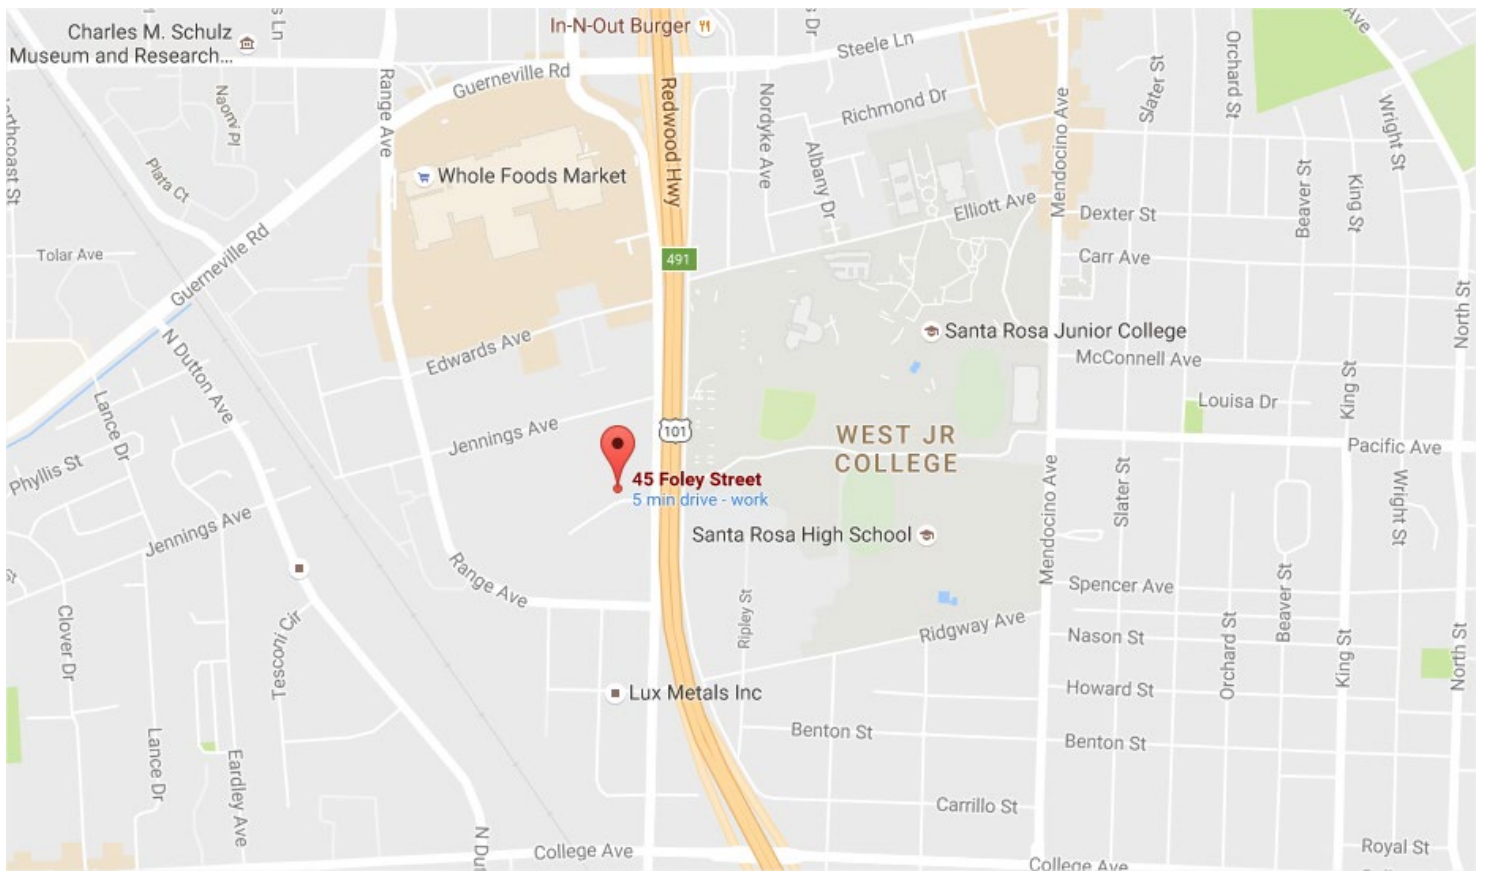 Charles M. Schulz
Museum and Research...
s Ln
In-N-Out Burger
s Dr
Steele Ln
Ave
Guerneville Rd
Range Ave
Redwood Hwy
Nordyke Ave
Richmond Dr
Mendocino Ave
Slater St
Orchard St
Wright St
orthcoast St
Naomi Pl
Plata Ct
Whole Foods Market
Albany Dr
Elliott Ave
Dexter St
Beaver St
King St
Tolar Ave
Guerneville Rd
491
Carr Ave
North St
N Dutton Ave
Edwards Ave
Santa Rosa Junior College
McConnell Ave
King St
Lance Dr
Louisa Dr
Jennings Ave
101
WEST JR
COLLEGE
Pacific Ave
Phyllis St
45 Foley Street
5 min drive - work
Mendocino Ave
Slater St
Wright St
Jennings Ave
Santa Rosa High School
St
Range Ave
Spencer Ave
Beaver St
Clover Dr
Tesconi Cir
Ripley St
Ridgway Ave
Nason St
Orchard St
King St
North St
Lux Metals Inc
Howard St
Lance Dr
Eardley Ave
Benton St
Benton St
Carrillo St
N Dut
College Ave
College Ave
Royal St